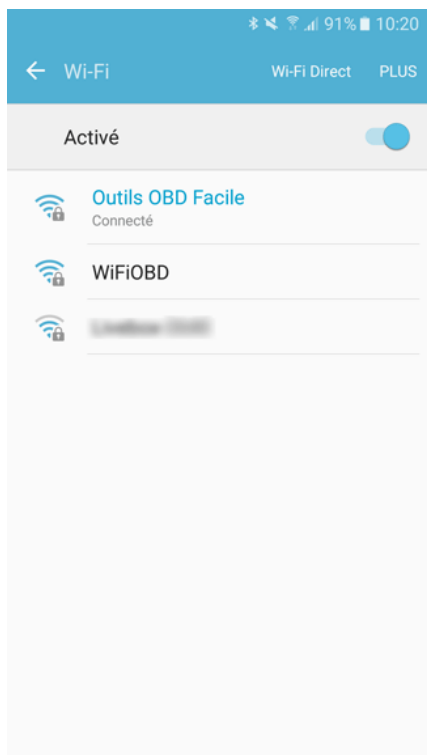 91% 10:20
Wi-Fi Wi-Fi Direct PLUS
Activé
Outils OBD Facile
Connecté
WiFiOBD